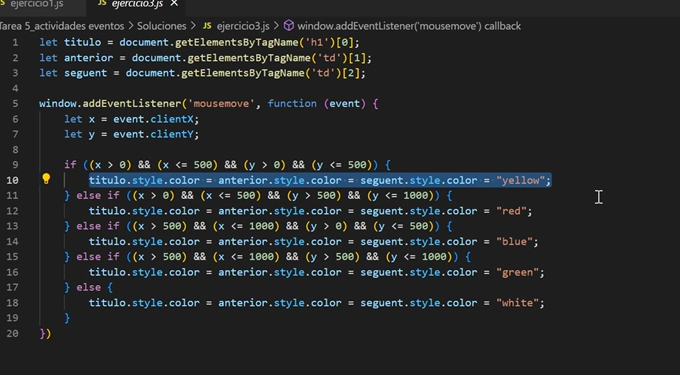 ejercicio1.js JS ejercicio3.js ×
Tarea 5_actividades eventos > Soluciones > JS ejercicio3.js > window.addEventListener('mousemove') callback
1 let titulo = document.getElementsByTagName('h1')[0];
2 let anterior = document.getElementsByTagName('td')[1];
3 let seguent = document.getElementsByTagName('td')[2];
4
5 window.addEventListener('mousemove', function (event) {
6 let x = event.clientX;
7 let y = event.clientY;
8
9 if ((x > 0) && (x <= 500) && (y > 0) && (y <= 500)) {
10 titulo.style.color = anterior.style.color = seguent.style.color = "yellow";
11 } else if ((x > 0) && (x <= 500) && (y > 500) && (y <= 1000)) {
12 titulo.style.color = anterior.style.color = seguent.style.color = "red";
13 } else if ((x > 500) && (x <= 1000) && (y > 0) && (y <= 500)) {
14 titulo.style.color = anterior.style.color = seguent.style.color = "blue";
15 } else if ((x > 500) && (x <= 1000) && (y > 500) && (y <= 1000)) {
16 titulo.style.color = anterior.style.color = seguent.style.color = "green";
17 } else {
18 titulo.style.color = anterior.style.color = seguent.style.color = "white";
19 }
20 })